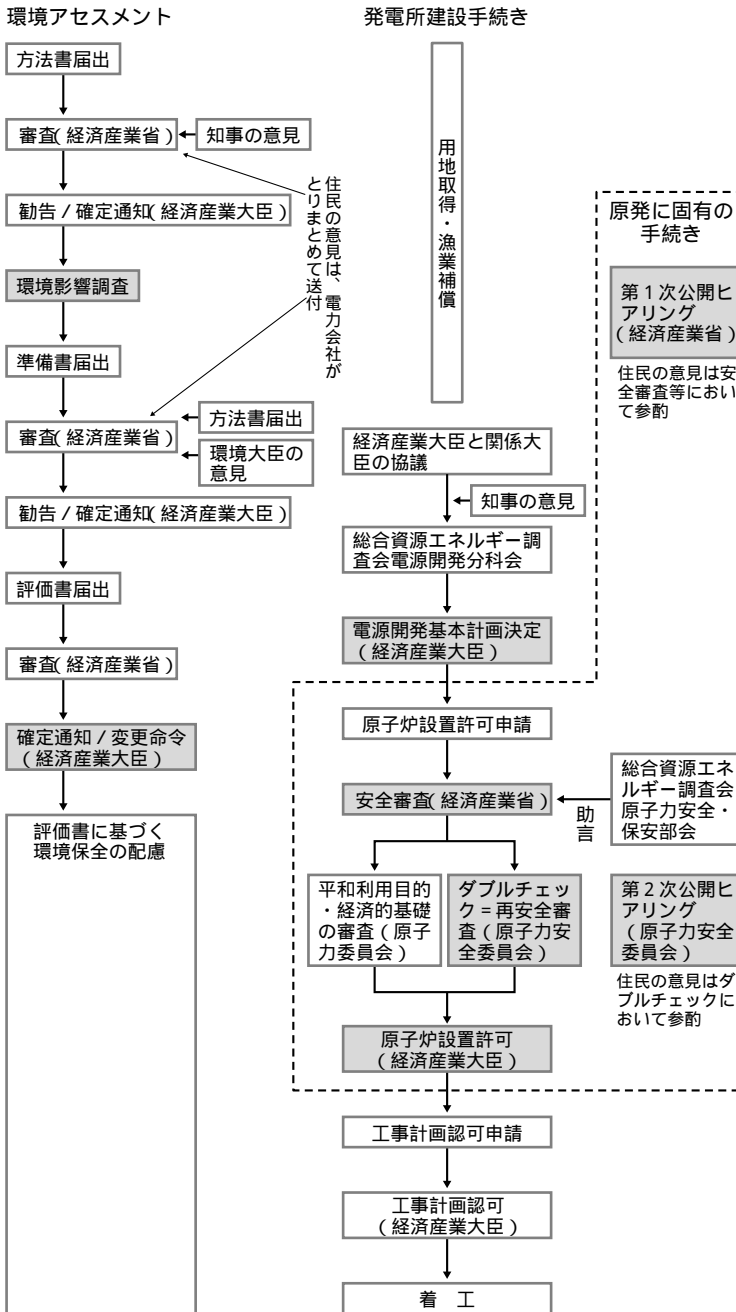 環境アセスメント
方法書届出
審査(経済産業省)
知事の意見
勧告/確定通知(経済産業大臣)
住民の意見は、電力会社が
とりまとめて送付
環境影響調査
準備書届出
審査(経済産業省)
方法書届出
環境大臣の
意見
勧告/確定通知(経済産業大臣)
評価書届出
審査(経済産業省)
確定通知/変更命令
(経済産業大臣)
評価書に基づく
環境保全の配慮
発電所建設手続き
用地取得・漁業補償
経済産業大臣と関係大
臣の協議
知事の意見
総合資源エネルギー調
査会電源開発分科会
電源開発基本計画決定
(経済産業大臣)
原子炉設置許可申請
安全審査(経済産業省)
助言
平和利用目的
・経済的基礎
の審査(原子
力委員会)
ダブルチェッ
ク=再安全審
査(原子力安
全委員会)
原子炉設置許可
(経済産業大臣)
工事計画認可申請
工事計画認可
(経済産業大臣)
着 工
原発に固有の
手続き
第1次公開ヒ
アリング
(経済産業省)
住民の意見は安
全審査等におい
て参酌
総合資源エネ
ルギー調査会
原子力安全・
保安部会
第2次公開ヒ
アリング
(原子力安全
委員会)
住民の意見はダ
ブルチェックに
おいて参酌